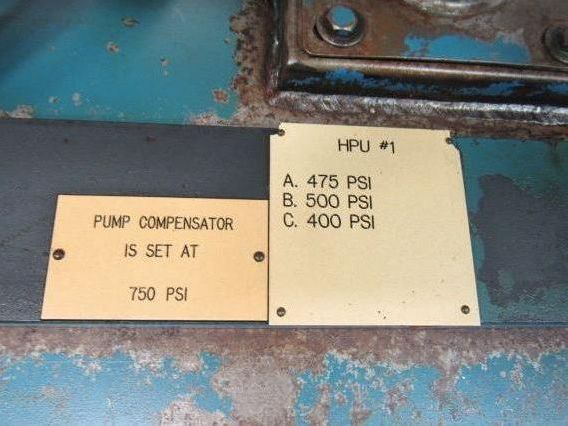 PUMP COMPENSATOR
IS SET AT
750 PSI
HPU #1
A. 475 PSI
B. 500 PSI
C. 400 PSI